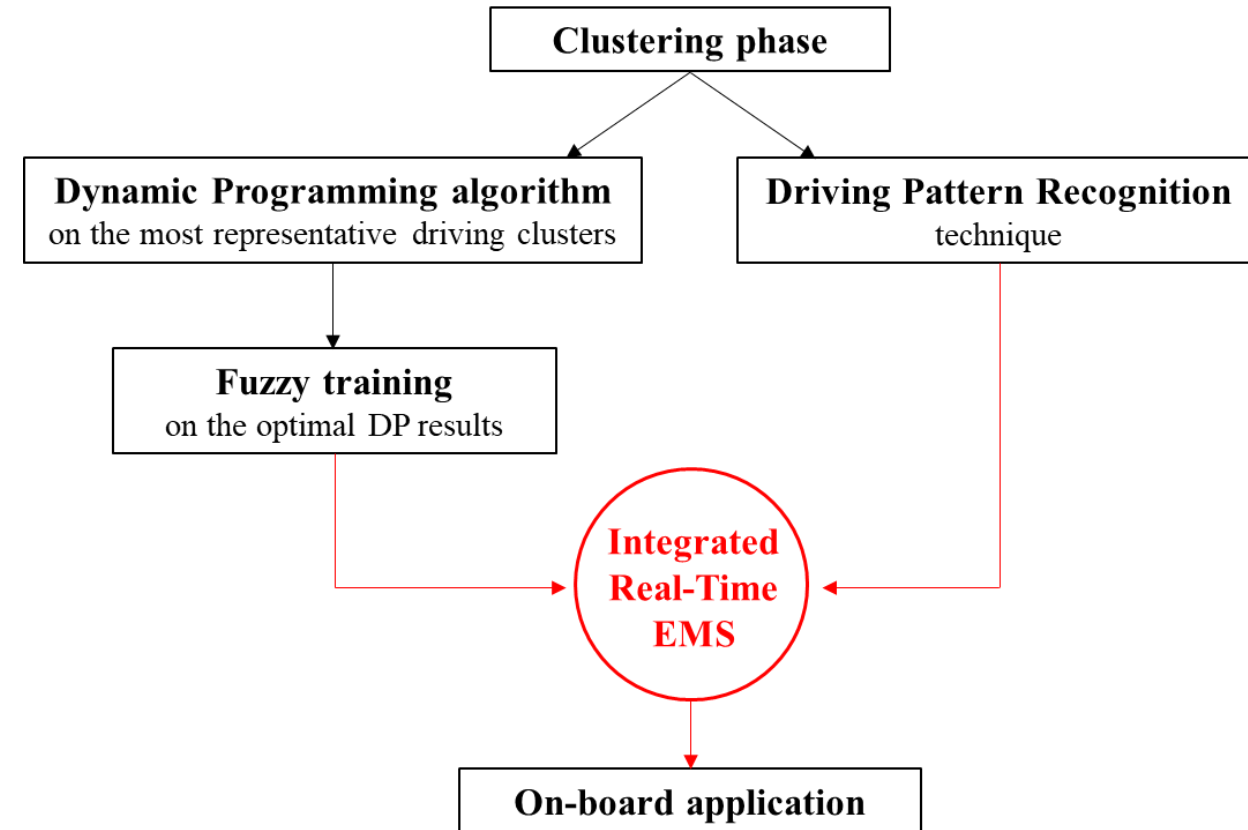 Clustering phase
Dynamic Programming algorithm
on the most representative driving clusters
Driving Pattern Recognition
technique
Fuzzy training
on the optimal DP results
Integrated
Real-Time
EMS
On-board application